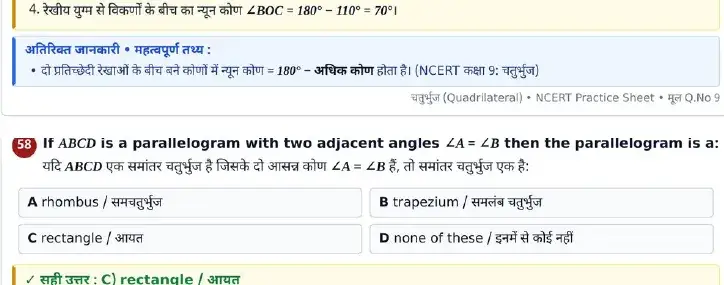 4. रेखीय युग्म से विकर्णों के बीच का न्यून कोण ∠BOC = 180° − 110° = 70°।
अतिरिक्त जानकारी • महत्वपूर्ण तथ्य :
• दो प्रतिच्छेदी रेखाओं के बीच बने कोणों में न्यून कोण = 180° − अधिक कोण होता है। (NCERT कक्षा 9: चतुर्भुज)
चतुर्भुज (Quadrilateral) • NCERT Practice Sheet • मूल Q.No 9
58 If ABCD is a parallelogram with two adjacent angles ∠A = ∠B then the parallelogram is a:
यदि ABCD एक समांतर चतुर्भुज है जिसके दो आसन्न कोण ∠A = ∠B हैं, तो समांतर चतुर्भुज एक है:
A rhombus / समचतुर्भुज
B trapezium / समलंब चतुर्भुज
C rectangle / आयत
D none of these / इनमें से कोई नहीं
✓ सही उत्तर : C) rectangle / आयत